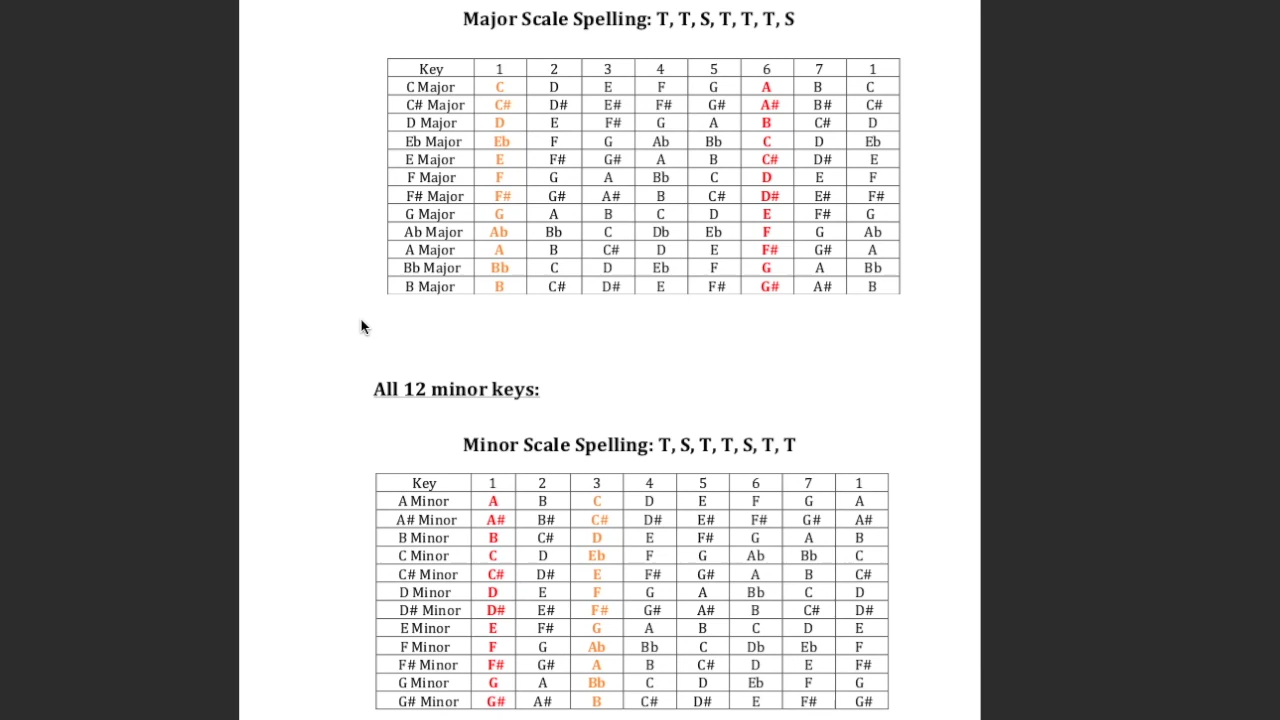 Major Scale Spelling: T, T, S, T, T, T, S
Key 1 2 3 4 5 6 7 1
C Major C D E F G A B C
C# Major C# D# E# F# G# A# B# C#
D Major D E F# G A B C# D
Eb Major Eb F G Ab Bb C D Eb
E Major E F# G# A B C# D# E
F Major F G A Bb C D E F
F# Major F# G# A# B C# D# E# F#
G Major G A B C D E F# G
Ab Major Ab Bb C Db Eb F G Ab
A Major A B C# D E F# G# A
Bb Major Bb C D Eb F G A Bb
B Major B C# D# E F# G# A# B
All 12 minor keys:
Minor Scale Spelling: T, S, T, T, S, T, T
Key 1 2 3 4 5 6 7 1
A Minor A B C D E F G A
A# Minor A# B# C# D# E# F# G# A#
B Minor B C# D E F# G A B
C Minor C D Eb F G Ab Bb C
C# Minor C# D# E F# G# A B C#
D Minor D E F G A Bb C D
D# Minor D# E# F# G# A# B C# D#
E Minor E F# G A B C D E
F Minor F G Ab Bb C Db Eb F
F# Minor F# G# A B C# D E F#
G Minor G A Bb C D Eb F G
G# Minor G# A# B C# D# E F# G#